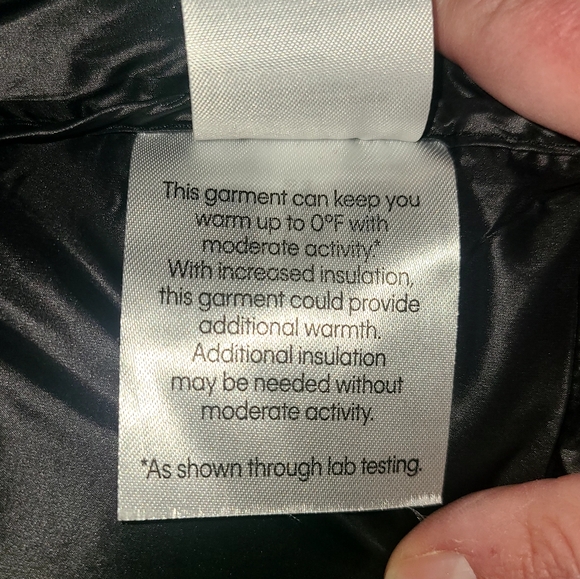 This garment can keep you
warm up to 0°F with
moderate activity.*
With increased insulation,
this garment could provide
additional warmth.
Additional insulation
may be needed without
moderate activity.
*As shown through lab testing.